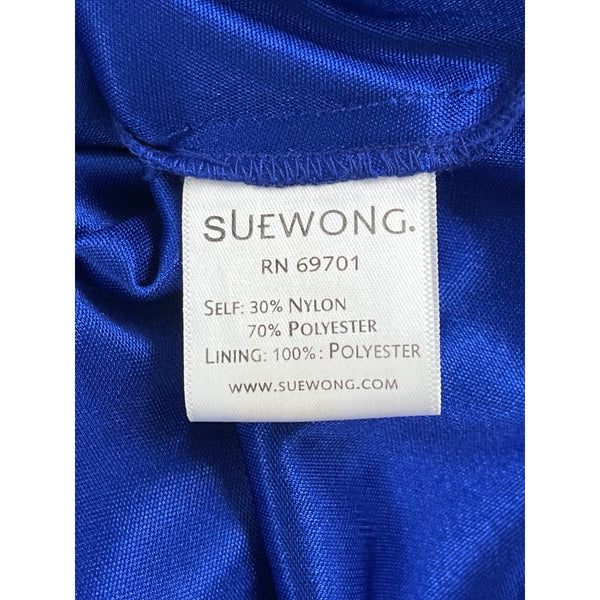 SUEWONG.
RN 69701
SELF: 30% NYLON
70% POLYESTER
LINING: 100%: POLYESTER
WWW.SUEWONG.COM